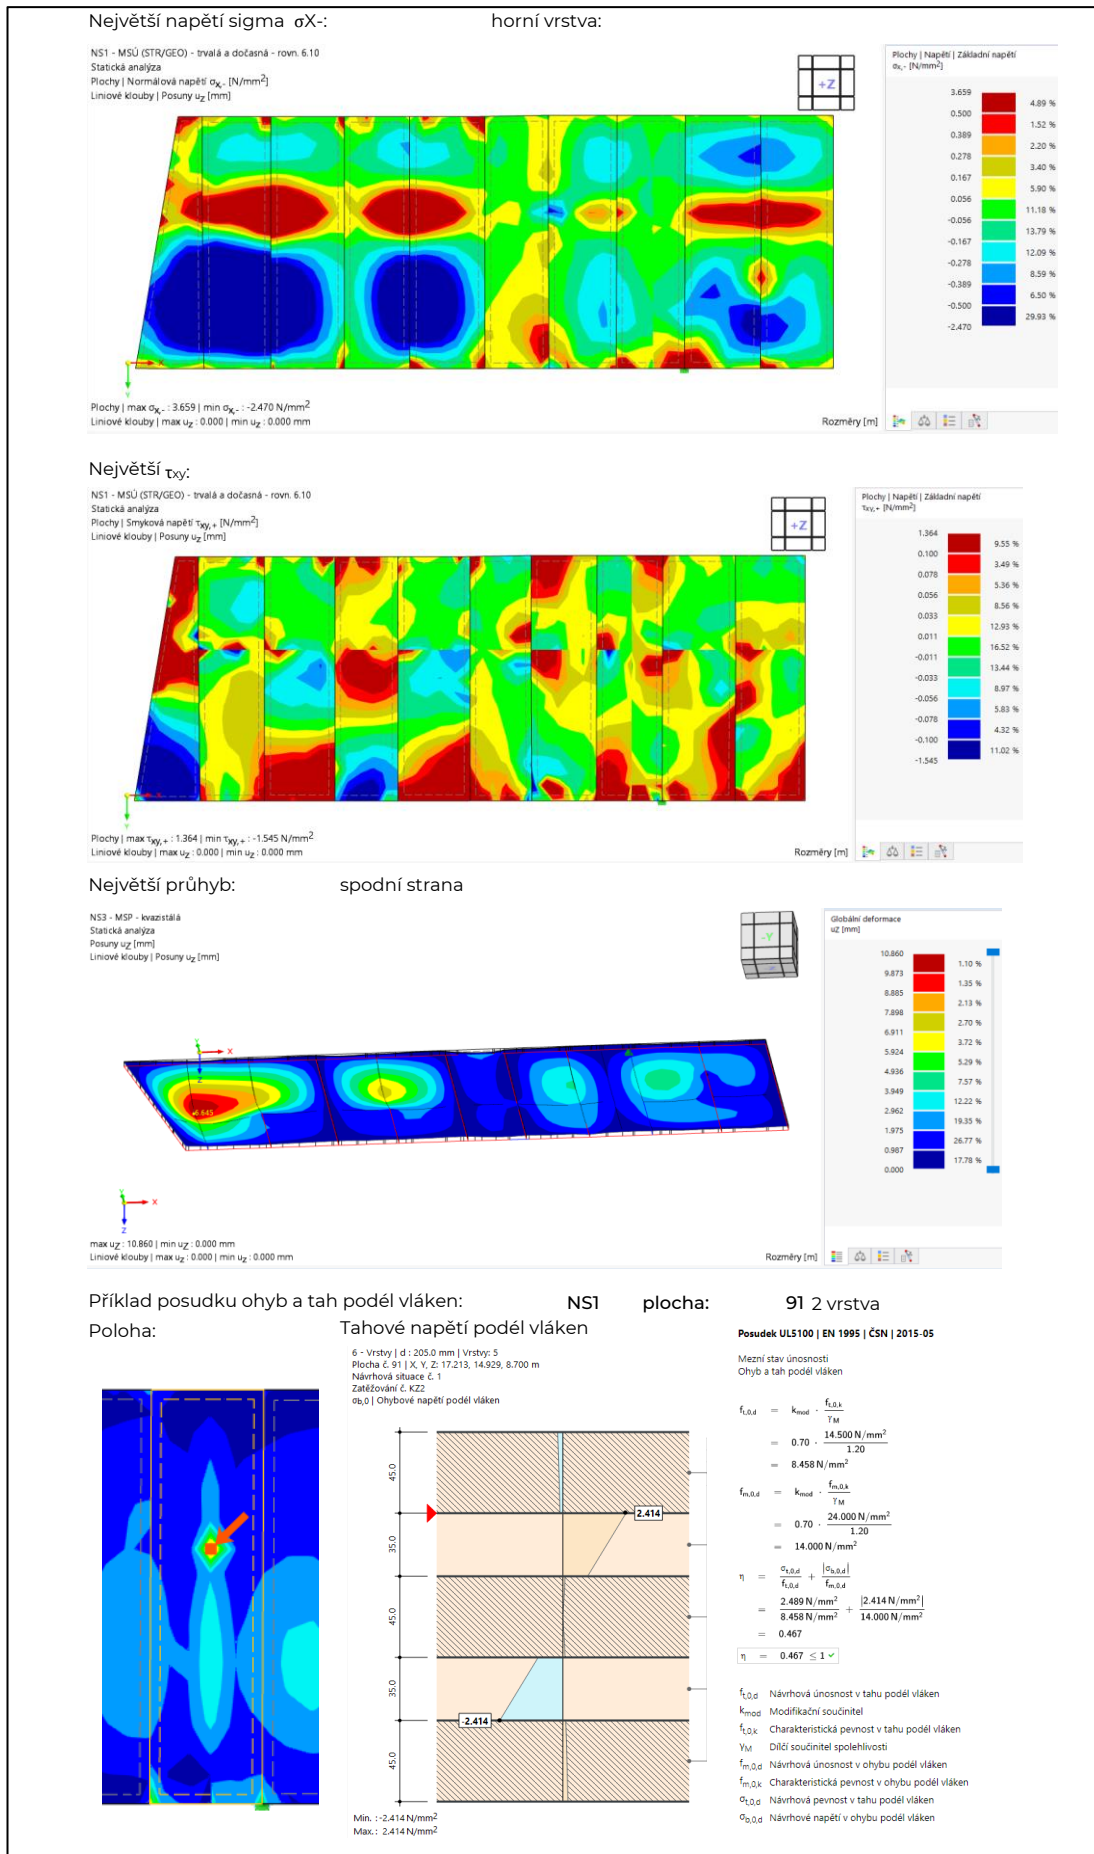 Největší napětí sigma σX-: horní vrstva:
NS1 - MSÚ (STR/GEO) - trvalá a dočasná - rovn. 6.10
Statická analýza
Plochy | Normálová napětí σx,- [N/mm2]
Liniové klouby | Posuny uZ [mm]
+Z
X
Y
Plochy | max σx,- : 3.659 | min σx,- : -2.470 N/mm2
Liniové klouby | max uZ : 0.000 | min uZ : 0.000 mm
Rozměry [m]
Plochy | Napětí | Základní napětí
σx,- [N/mm2]
3.659
4.89 %
0.500
1.52 %
0.389
2.20 %
0.278
3.40 %
0.167
5.90 %
0.056
11.18 %
-0.056
13.79 %
-0.167
12.09 %
-0.278
8.59 %
-0.389
6.50 %
-0.500
29.93 %
-2.470
Největší τxy:
NS1 - MSÚ (STR/GEO) - trvalá a dočasná - rovn. 6.10
Statická analýza
Plochy | Smyková napětí τxy,+ [N/mm2]
Liniové klouby | Posuny uZ [mm]
+Z
X
Y
Plochy | max τxy,+ : 1.364 | min τxy,+ : -1.545 N/mm2
Liniové klouby | max uZ : 0.000 | min uZ : 0.000 mm
Rozměry [m]
Plochy | Napětí | Základní napětí
τxy,+ [N/mm2]
1.364
9.55 %
0.100
3.49 %
0.078
5.36 %
0.056
8.56 %
0.033
12.93 %
0.011
16.52 %
-0.011
13.44 %
-0.033
8.97 %
-0.056
5.83 %
-0.078
4.32 %
-0.100
11.02 %
-1.545
Největší průhyb: spodní strana
NS3 - MSP - kvazistálá
Statická analýza
Posuny uZ [mm]
Liniové klouby | Posuny uZ [mm]
-Y
Y
X
Z
6.645
Y
X
Z
max uZ : 10.860 | min uZ : 0.000 mm
Liniové klouby | max uZ : 0.000 | min uZ : 0.000 mm
Rozměry [m]
Globální deformace
uZ [mm]
10.860
1.10 %
9.873
1.35 %
8.885
2.13 %
7.898
2.70 %
6.911
3.72 %
5.924
5.29 %
4.936
7.57 %
3.949
12.22 %
2.962
19.35 %
1.975
26.77 %
0.987
17.78 %
0.000
Příklad posudku ohyb a tah podél vláken: NS1 plocha: 91 2 vrstva
Poloha: Tahové napětí podél vláken
6 - Vrstvy | d : 205.0 mm | Vrstvy: 5
Plocha č. 91 | X, Y, Z: 17.213, 14.929, 8.700 m
Návrhová situace č. 1
Zatěžování č. KZ2
σb,0 | Ohybové napětí podél vláken
45.0
35.0
45.0
35.0
45.0
2.414
-2.414
Min. : -2.414 N/mm2
Max. : 2.414 N/mm2
Posudek UL5100 | EN 1995 | ČSN | 2015-05
Mezní stav únosnosti
Ohyb a tah podél vláken
ft,0,d = kmod · ft,0,k / γM
= 0.70 · 14.500 N/mm2 / 1.20
= 8.458 N/mm2
fm,0,d = kmod · fm,0,k / γM
= 0.70 · 24.000 N/mm2 / 1.20
= 14.000 N/mm2
η = σt,0,d / ft,0,d + |σb,0,d| / fm,0,d
= 2.489 N/mm2 / 8.458 N/mm2 + |2.414 N/mm2| / 14.000 N/mm2
= 0.467
η = 0.467 ≤ 1 ✓
ft,0,d Návrhová únosnost v tahu podél vláken
kmod Modifikační součinitel
ft,0,k Charakteristická pevnost v tahu podél vláken
γM Dílčí součinitel spolehlivosti
fm,0,d Návrhová únosnost v ohybu podél vláken
fm,0,k Charakteristická pevnost v ohybu podél vláken
σt,0,d Návrhová pevnost v tahu podél vláken
σb,0,d Návrhové napětí v ohybu podél vláken